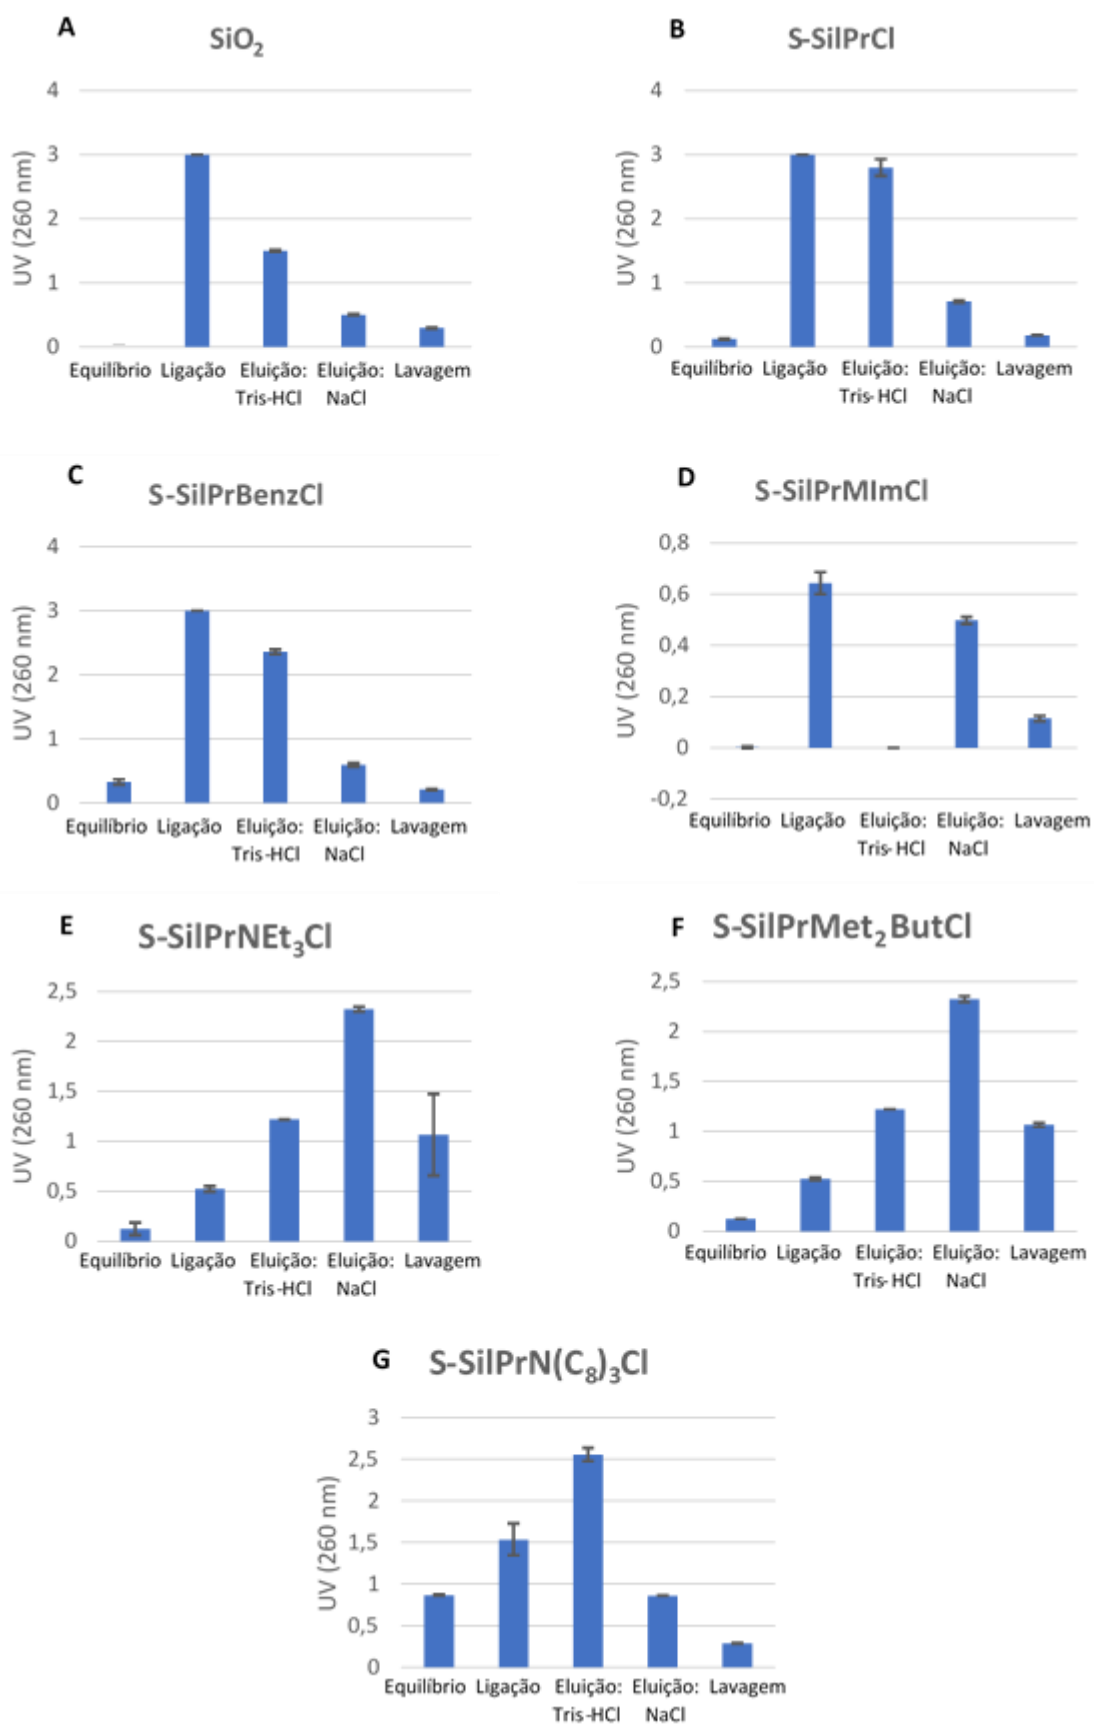 A
SiO₂
4
3
2
1
0
UV (260 nm)
Equilíbrio Ligação Eluição: Eluição: Lavagem
Tris-HCl NaCl
B
S-SilPrCl
4
3
2
1
0
UV (260 nm)
Equilíbrio Ligação Eluição: Eluição: Lavagem
Tris-HCl NaCl
C
S-SilPrBenzCl
4
3
2
1
0
UV (260 nm)
Equilíbrio Ligação Eluição: Eluição: Lavagem
Tris-HCl NaCl
D
S-SilPrMImCl
0,8
0,6
0,4
0,2
0
-0,2
UV (260 nm)
Equilíbrio Ligação Eluição: Eluição: Lavagem
Tris-HCl NaCl
E
S-SilPrNEt₃Cl
2,5
2
1,5
1
0,5
0
UV (260 nm)
Equilíbrio Ligação Eluição: Eluição: Lavagem
Tris-HCl NaCl
F
S-SilPrMet₂ButCl
2,5
2
1,5
1
0,5
0
UV (260 nm)
Equilíbrio Ligação Eluição: Eluição: Lavagem
Tris-HCl NaCl
G
S-SilPrN(C₈)₃Cl
3
2,5
2
1,5
1
0,5
0
UV (260 nm)
Equilíbrio Ligação Eluição: Eluição: Lavagem
Tris-HCl NaCl